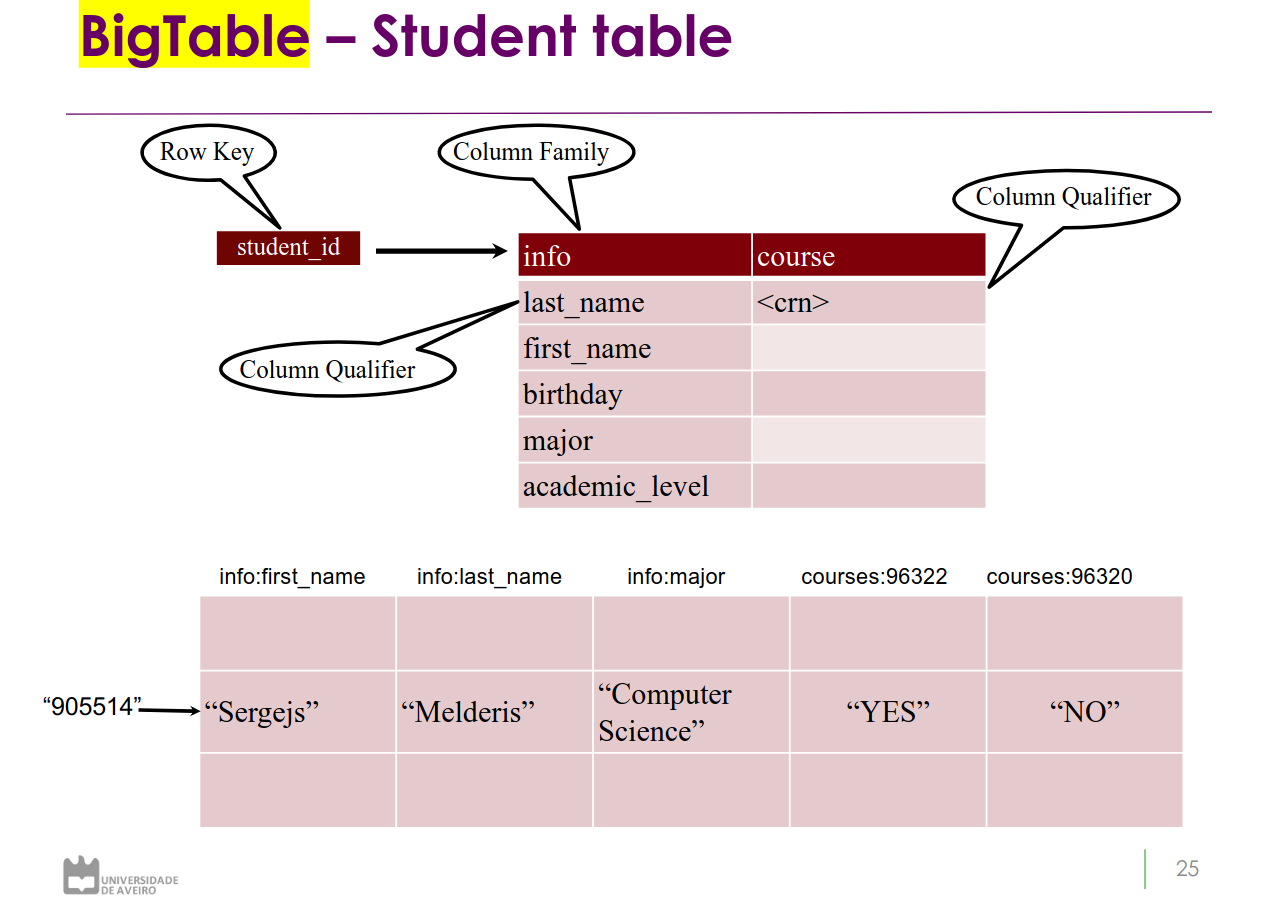 BigTable – Student table
Row Key
Column Family
Column Qualifier
student_id
info course
last_name <crn>
first_name
Column Qualifier
birthday
major
academic_level
info:first_name info:last_name info:major courses:96322 courses:96320
“905514” “Sergejs” “Melderis” “Computer
Science” “YES” “NO”
UNIVERSIDADE
DE AVEIRO
25